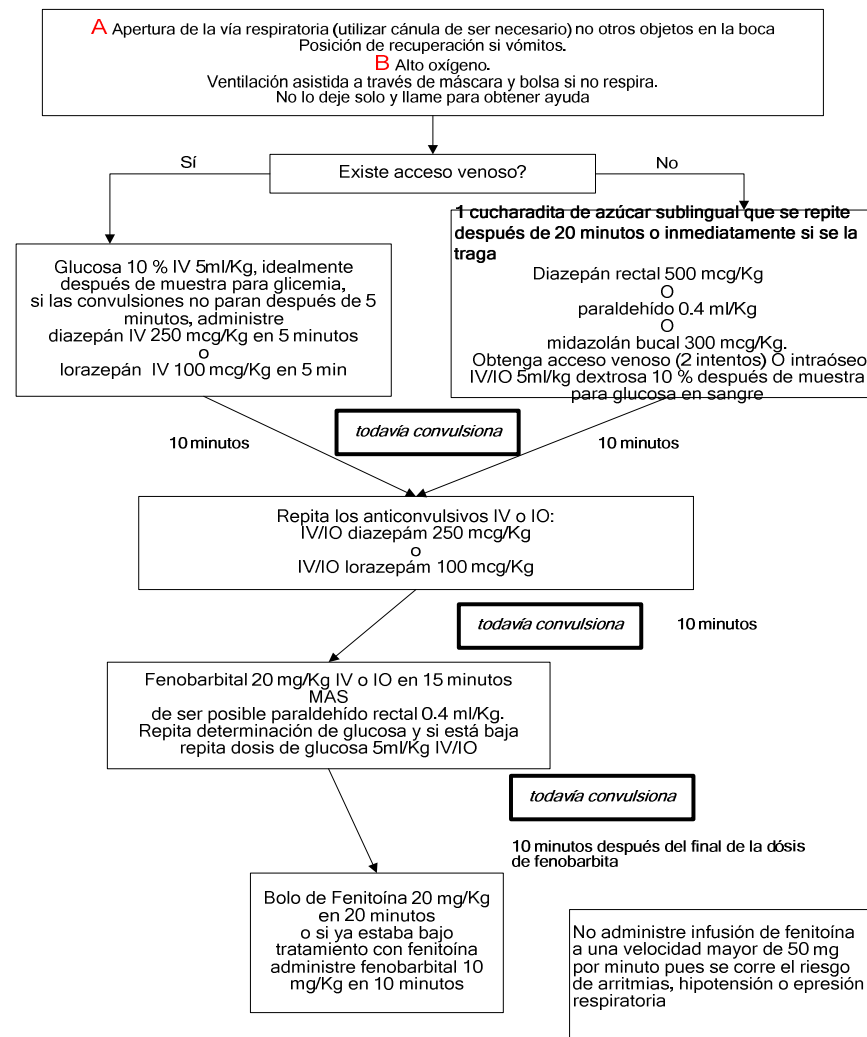 A Apertura de la vía respiratoria (utilizar cánula de ser necesario) no otros objetos en la boca
Posición de recuperación si vómitos.
B Alto oxígeno.
Ventilación asistida a través de máscara y bolsa si no respira.
No lo deje solo y llame para obtener ayuda
Sí
Existe acceso venoso?
No
Glucosa 10 % IV 5ml/Kg, idealmente
después de muestra para glicemia,
si las convulsiones no paran después de 5
minutos, administre
diazepán IV 250 mcg/Kg en 5 minutos
o
lorazepán IV 100 mcg/Kg en 5 min
1 cucharadita de azúcar sublingual que se repite
después de 20 minutos o inmediatamente si se la
traga
Diazepán rectal 500 mcg/Kg
O
paraldehído 0.4 ml/Kg
O
midazolán bucal 300 mcg/Kg.
Obtenga acceso venoso (2 intentos) O intraóseo
IV/IO 5ml/kg dextrosa 10 % después de muestra
para glucosa en sangre
10 minutos
todavía convulsiona
10 minutos
Repita los anticonvulsivos IV o IO:
IV/IO diazepám 250 mcg/Kg
o
IV/IO lorazepám 100 mcg/Kg
todavía convulsiona
10 minutos
Fenobarbital 20 mg/Kg IV o IO en 15 minutos
MAS
de ser posible paraldehído rectal 0.4 ml/Kg.
Repita determinación de glucosa y si está baja
repita dosis de glucosa 5ml/Kg IV/IO
todavía convulsiona
10 minutos después del final de la dósis
de fenobarbita
Bolo de Fenitoína 20 mg/Kg
en 20 minutos
o si ya estaba bajo
tratamiento con fenitoína
administre fenobarbital 10
mg/Kg en 10 minutos
No administre infusión de fenitoína
a una velocidad mayor de 50 mg
por minuto pues se corre el riesgo
de arritmias, hipotensión o epresión
respiratoria